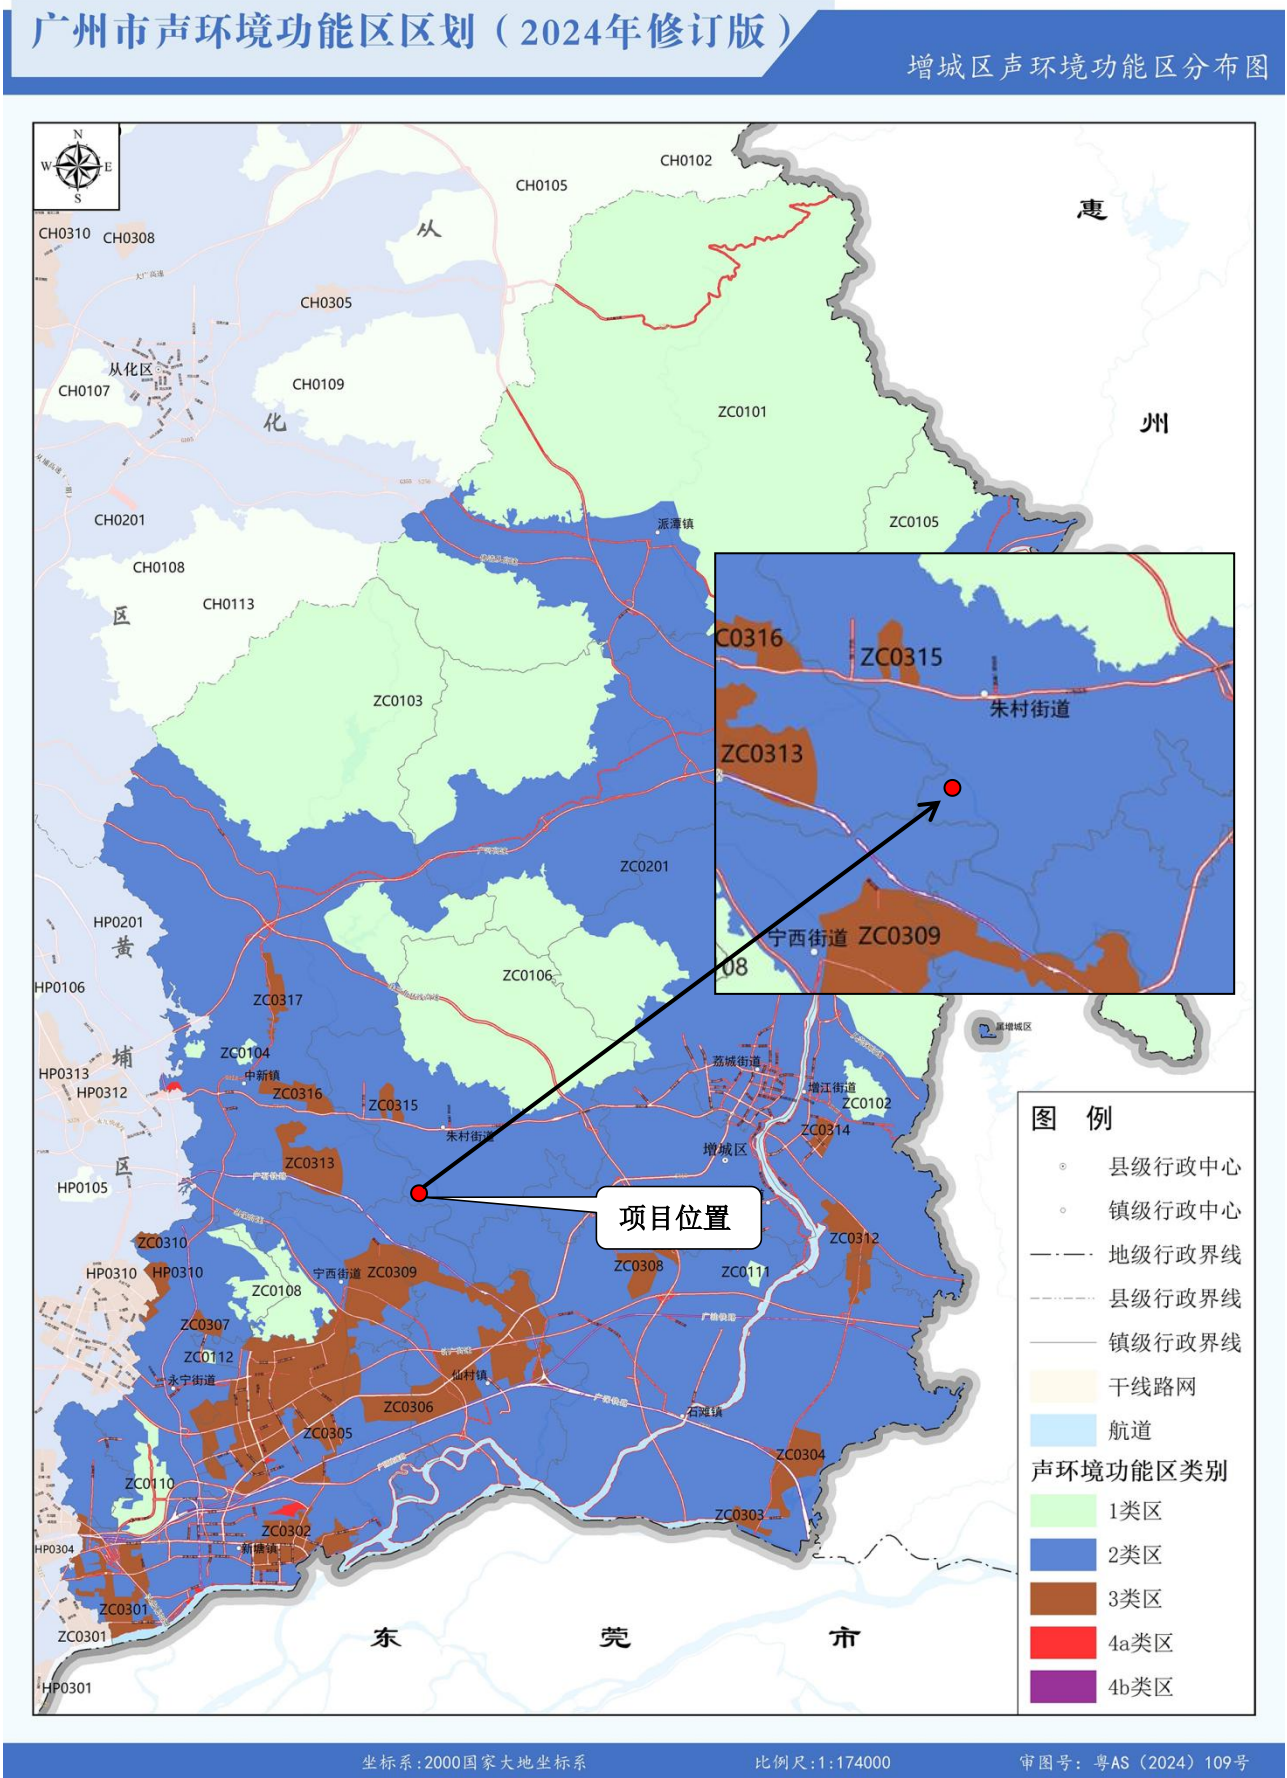 广州市声环境功能区区划（2024年修订版）
增城区声环境功能区分布图
N
W
E
S
CH0102
CH0105
从
惠
CH0310
CH0308
大广高速
CH0305
从化区
CH0107
CH0109
化
ZC0101
州
CH0201
派潭镇
ZC0105
CH0108
区
CH0113
C0316
ZC0315
朱村街道
ZC0103
ZC0313
ZC0201
HP0201
黄
宁西街道
ZC0309
08
ZC0106
HP0106
ZC0317
属增城区
埔
ZC0104
荔城街道
HP0313
中新镇
增江街道
HP0312
ZC0316
ZC0315
ZC0102
朱村街道
ZC0314
增城区
区
ZC0313
HP0105
项目位置
ZC0310
ZC0312
HP0310
HP0310
宁西街道
ZC0309
ZC0308
ZC0111
ZC0108
ZC0307
ZC0112
永宁街道
仙村镇
ZC0306
石滩镇
ZC0305
ZC0304
ZC0110
ZC0303
ZC0302
HP0304
新塘镇
ZC0301
ZC0301
东
莞
市
HP0301
图 例
县级行政中心
镇级行政中心
地级行政界线
县级行政界线
镇级行政界线
干线路网
航道
声环境功能区类别
1类区
2类区
3类区
4a类区
4b类区
坐标系:2000国家大地坐标系
比例尺:1:174000
审图号: 粤AS（2024）109号